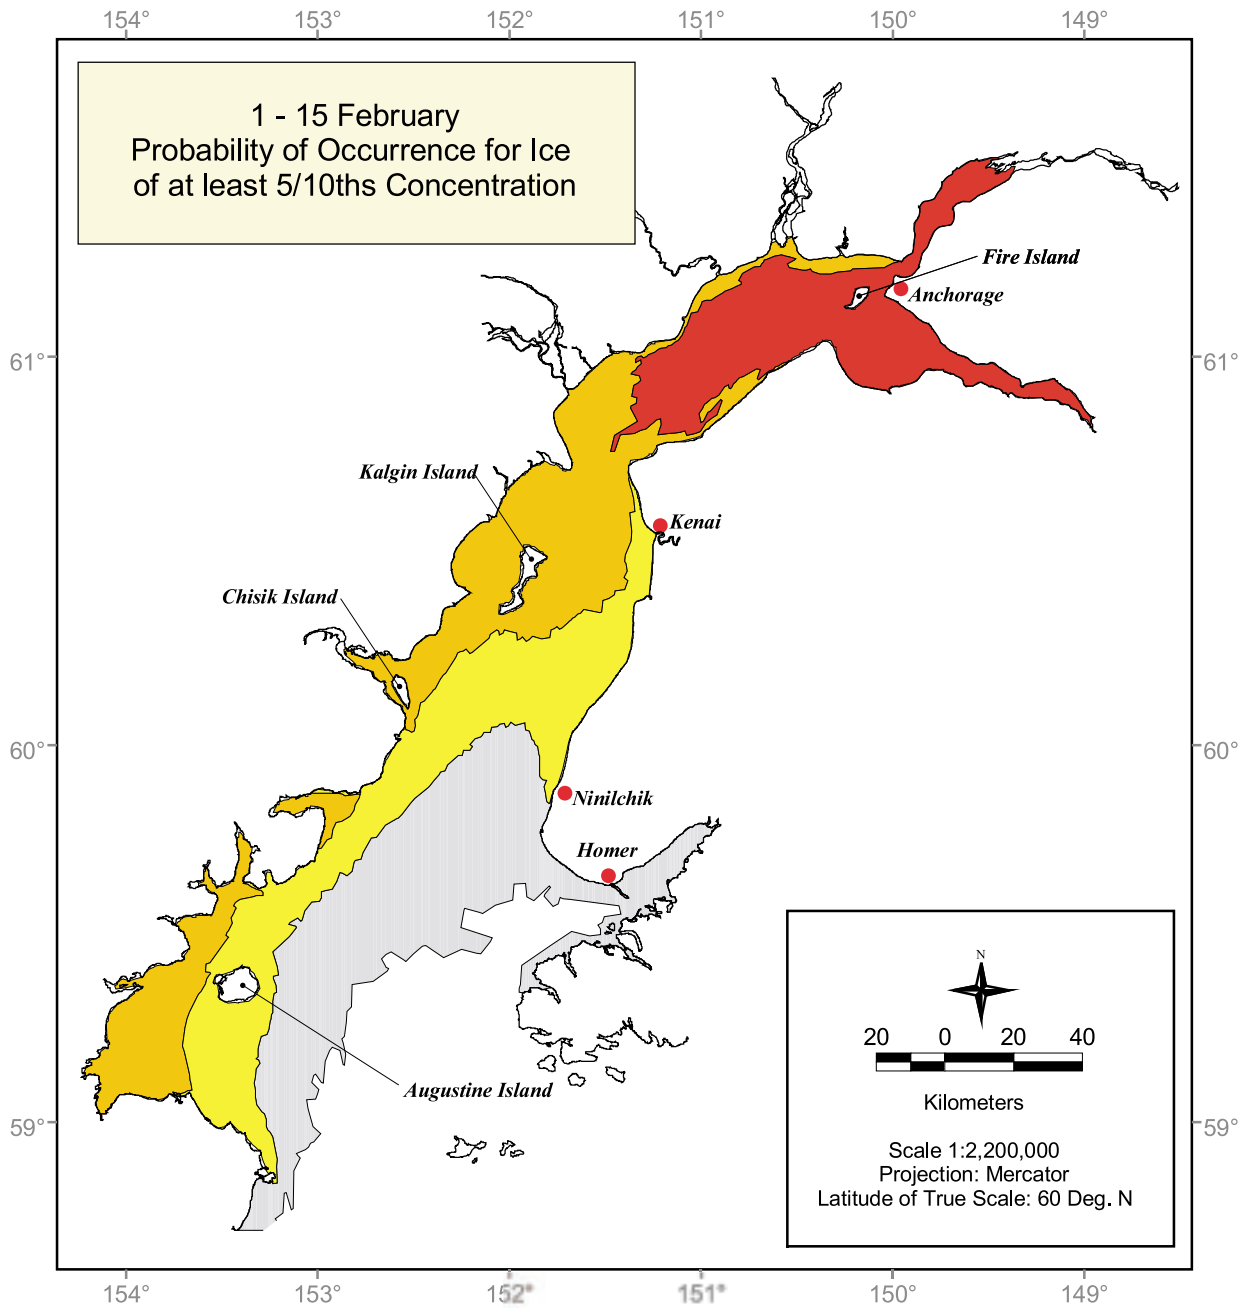 154° 153° 152° 151° 150° 149°
1 - 15 February
Probability of Occurrence for Ice
of at least 5/10ths Concentration
Fire Island
Anchorage
61° 61°
Kalgin Island
Kenai
Chisik Island
60° 60°
Ninilchik
Homer
N
20 0 20 40
Augustine Island
Kilometers
59° 59°
Scale 1:2,200,000
Projection: Mercator
Latitude of True Scale: 60 Deg. N
154° 153° 152° 151° 150° 149°